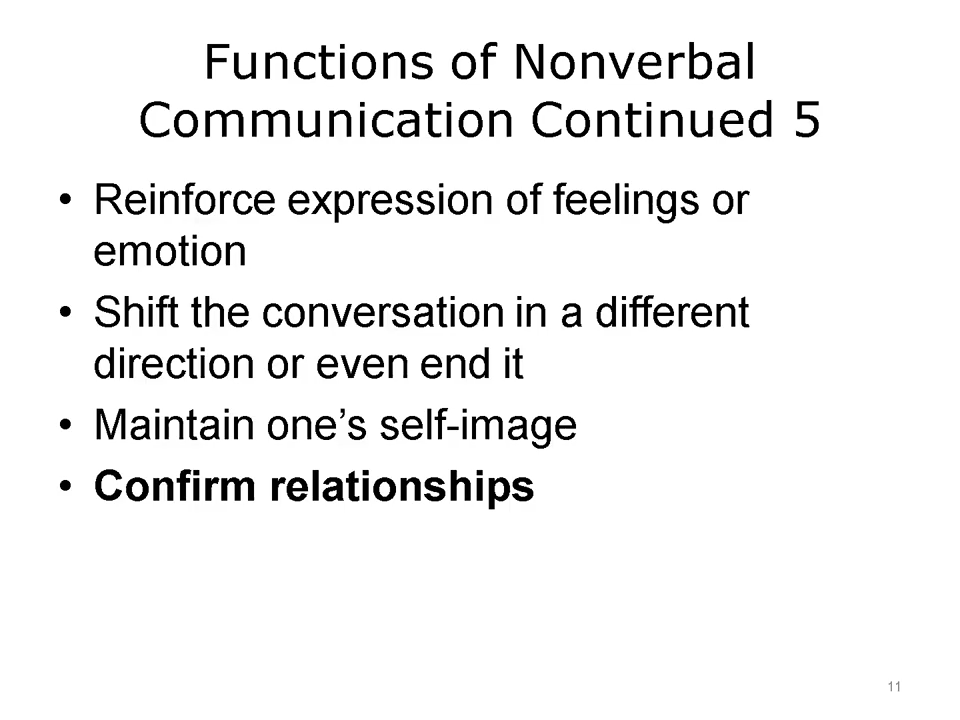 Functions of Nonverbal
Communication Continued 5
• Reinforce expression of feelings or
emotion
• Shift the conversation in a different
direction or even end it
• Maintain one’s self-image
• Confirm relationships
11